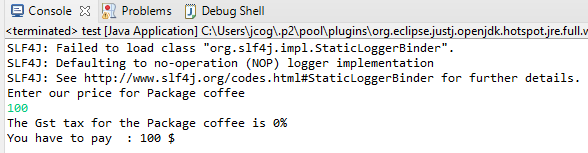 Console Problems Debug Shell
<terminated> test [Java Application] C:\Users\jcog\.p2\pool\plugins\org.eclipse.justj.openjdk.hotspot.jre.full.w
SLF4J: Failed to load class "org.slf4j.impl.StaticLoggerBinder".
SLF4J: Defaulting to no-operation (NOP) logger implementation
SLF4J: See http://www.slf4j.org/codes.html#StaticLoggerBinder for further details.
Enter our price for Package coffee
100
The Gst tax for the Package coffee is 0%
You have to pay  : 100 $